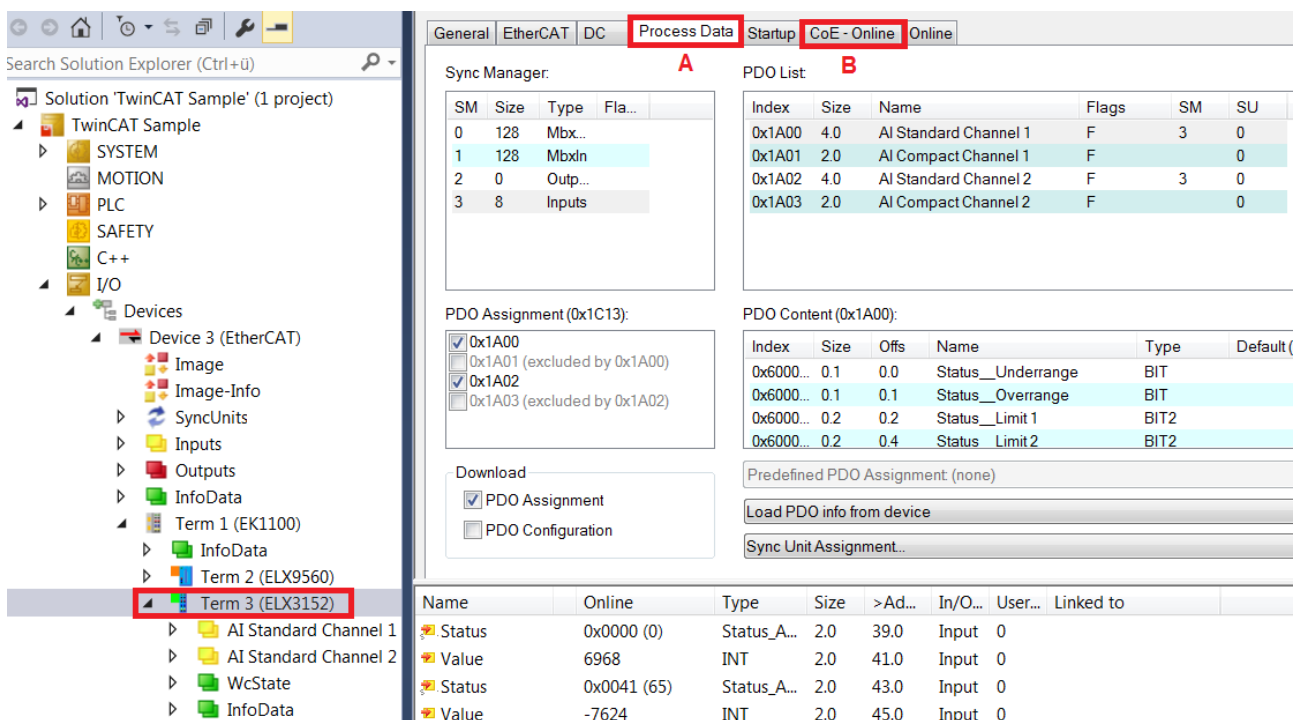 Search Solution Explorer (Ctrl+ü)
Solution 'TwinCAT Sample' (1 project)
TwinCAT Sample
SYSTEM
MOTION
PLC
SAFETY
C++
I/O
Devices
Device 3 (EtherCAT)
Image
Image-Info
SyncUnits
Inputs
Outputs
InfoData
Term 1 (EK1100)
InfoData
Term 2 (ELX9560)
Term 3 (ELX3152)
AI Standard Channel 1
AI Standard Channel 2
WcState
InfoData
General EtherCAT DC Process Data Startup CoE - Online Online
A B
Sync Manager:
SM Size Type Fla...
0 128 Mbx...
1 128 MbxIn
2 0 Outp...
3 8 Inputs
PDO List:
Index Size Name Flags SM SU
0x1A00 4.0 AI Standard Channel 1 F 3 0
0x1A01 2.0 AI Compact Channel 1 F 0
0x1A02 4.0 AI Standard Channel 2 F 3 0
0x1A03 2.0 AI Compact Channel 2 F 0
PDO Assignment (0x1C13):
0x1A00
0x1A01 (excluded by 0x1A00)
0x1A02
0x1A03 (excluded by 0x1A02)
PDO Content (0x1A00):
Index Size Offs Name Type Default (
0x6000... 0.1 0.0 Status__Underrange BIT
0x6000... 0.1 0.1 Status__Overrange BIT
0x6000... 0.2 0.2 Status__Limit 1 BIT2
0x6000... 0.2 0.4 Status__Limit 2 BIT2
Download
PDO Assignment
PDO Configuration
Predefined PDO Assignment: (none)
Load PDO info from device
Sync Unit Assignment...
Name Online Type Size >Ad... In/O... User... Linked to
Status 0x0000 (0) Status_A... 2.0 39.0 Input 0
Value 6968 INT 2.0 41.0 Input 0
Status 0x0041 (65) Status_A... 2.0 43.0 Input 0
Value -7624 INT 2.0 45.0 Input 0